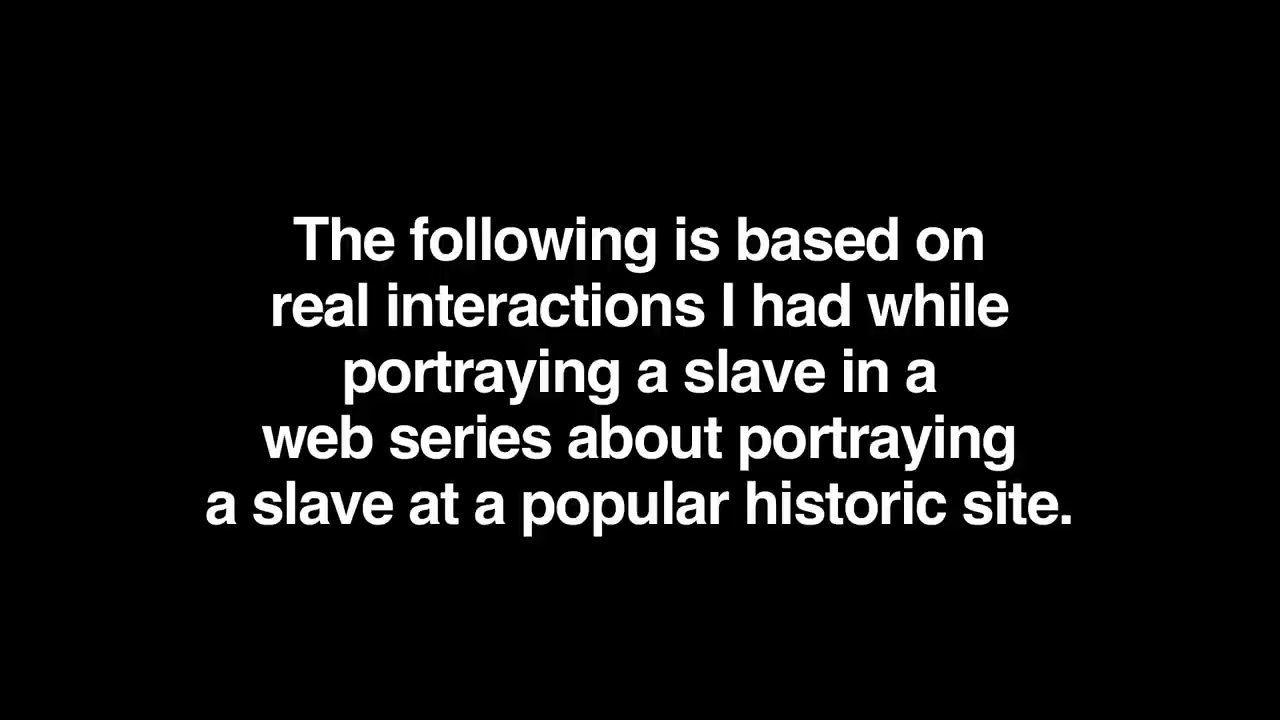 The following is based on
real interactions I had while
portraying a slave in a
web series about portraying
a slave at a popular historic site.